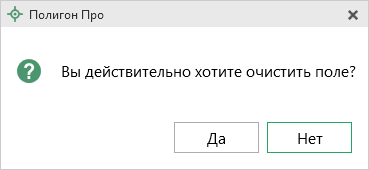 Полигон Про
Вы действительно хотите очистить поле?
Да
Нет